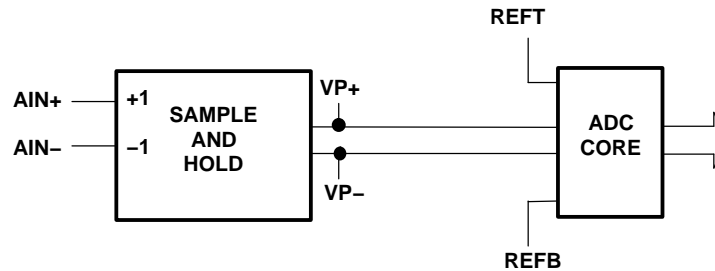 REFT
AIN+
+1
SAMPLE
AND
HOLD
VP+
ADC
CORE
AIN−
−1
VP−
REFB